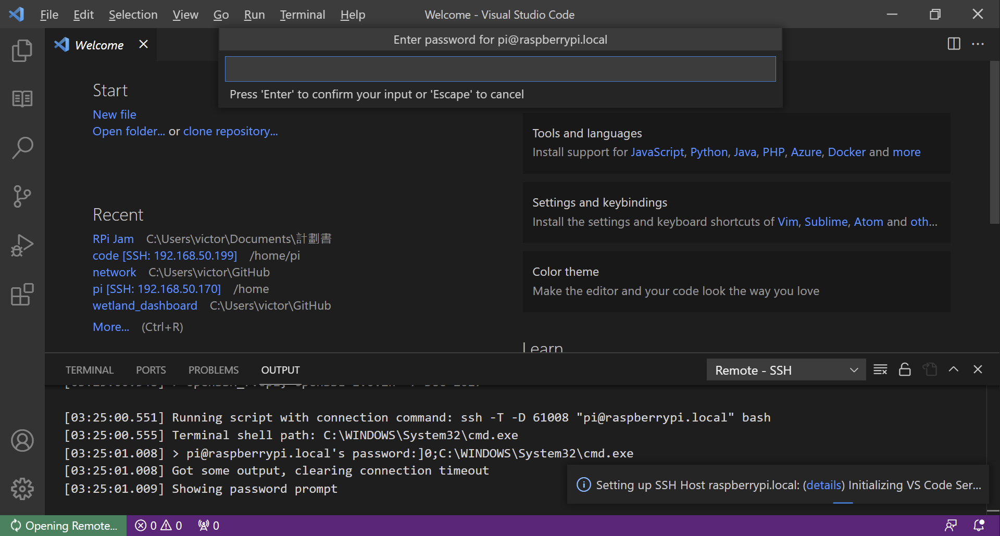 File Edit Selection View Go Run Terminal Help Welcome - Visual Studio Code
Welcome
Enter password for pi@raspberrypi.local
Press 'Enter' to confirm your input or 'Escape' to cancel
Start
New file
Open folder... or clone repository...
Recent
RPi Jam C:\Users\victor\Documents\計劃書
code [SSH: 192.168.50.199] /home/pi
network C:\Users\victor\GitHub
pi [SSH: 192.168.50.170] /home
wetland_dashboard C:\Users\victor\GitHub
More... (Ctrl+R)
Tools and languages
Install support for JavaScript, Python, Java, PHP, Azure, Docker and more
Settings and keybindings
Install the settings and keyboard shortcuts of Vim, Sublime, Atom and oth...
Color theme
Make the editor and your code look the way you love
Learn
TERMINAL PORTS PROBLEMS OUTPUT Remote - SSH
[03:25:00.551] Running script with connection command: ssh -T -D 61008 "pi@raspberrypi.local" bash
[03:25:00.555] Terminal shell path: C:\WINDOWS\System32\cmd.exe
[03:25:01.008] > pi@raspberrypi.local's password:]0;C:\WINDOWS\System32\cmd.exe
[03:25:01.008] Got some output, clearing connection timeout
[03:25:01.009] Showing password prompt
Setting up SSH Host raspberrypi.local: (details) Initializing VS Code Ser...
Opening Remote... 0 0 0